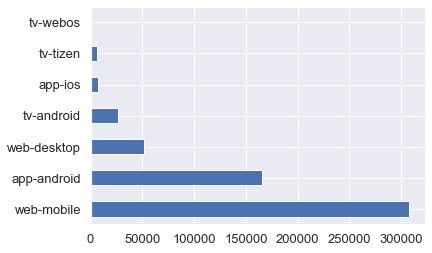 tv-webos
tv-tizen
app-ios
tv-android
web-desktop
app-android
web-mobile
0 50000 100000 150000 200000 250000 300000